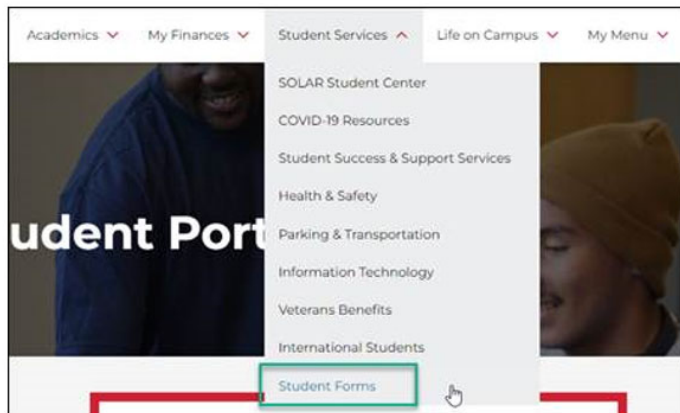 Academics My Finances Student Services Life on Campus My Menu
SOLAR Student Center
COVID-19 Resources
Student Success & Support Services
Health & Safety
udent Port
Parking & Transportation
Information Technology
Veterans Benefits
International Students
Student Forms